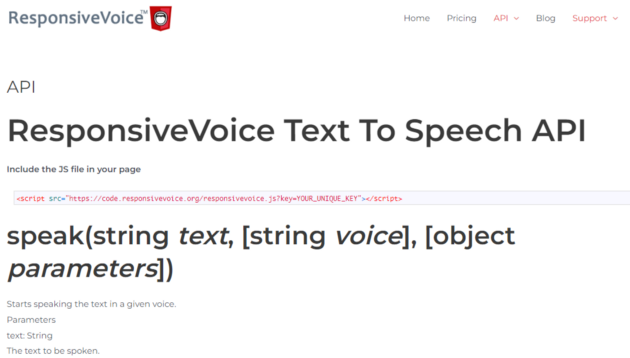 ResponsiveVoice™
Home Pricing API Blog Support
API
ResponsiveVoice Text To Speech API
Include the JS file in your page
<script src="https://code.responsivevoice.org/responsivevoice.js?key=YOUR_UNIQUE_KEY"></script>
speak(string text, [string voice], [object
parameters])
Starts speaking the text in a given voice.
Parameters
text: String
The text to be spoken.